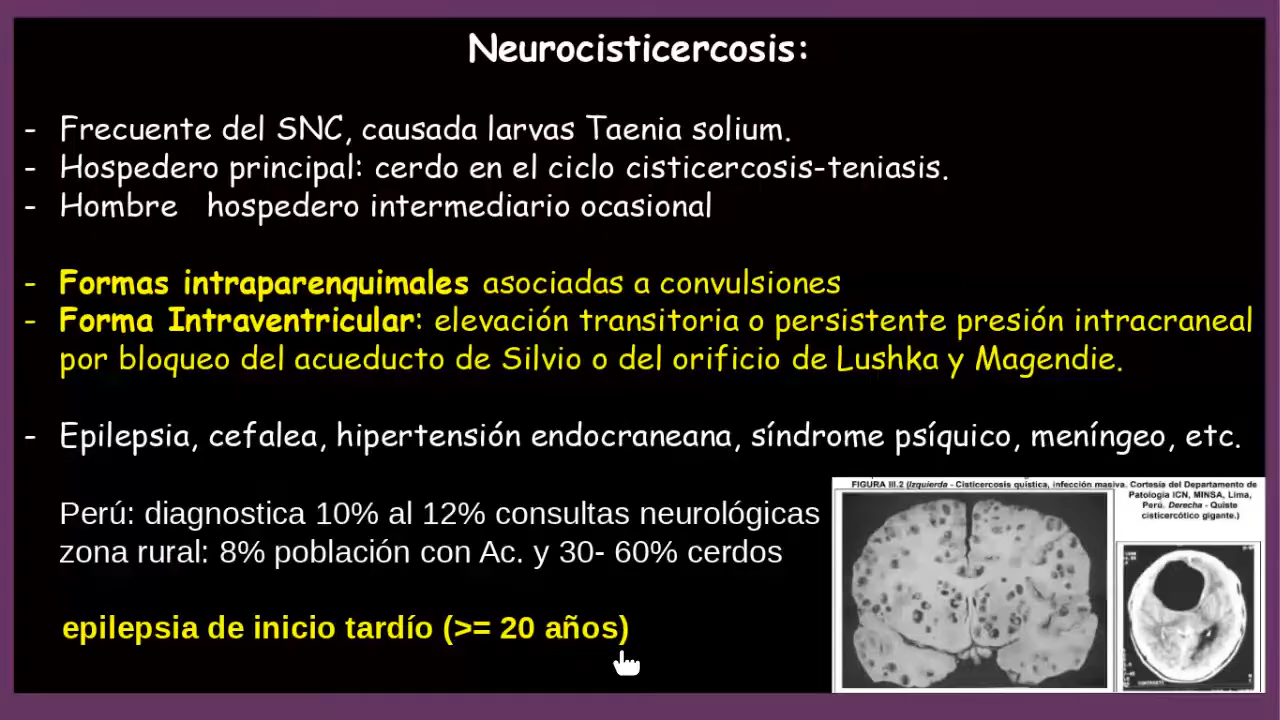 Neurocisticercosis:
- Frecuente del SNC, causada larvas Taenia solium.
- Hospedero principal: cerdo en el ciclo cisticercosis-teniasis.
- Hombre hospedero intermediario ocasional
- Formas intraparenquimales asociadas a convulsiones
- Forma Intraventricular: elevación transitoria o persistente presión intracraneal
por bloqueo del acueducto de Silvio o del orificio de Lushka y Magendie.
- Epilepsia, cefalea, hipertensión endocraneana, síndrome psíquico, meníngeo, etc.
Perú: diagnostica 10% al 12% consultas neurológicas
zona rural: 8% población con Ac. y 30- 60% cerdos
epilepsia de inicio tardío (>= 20 años)
FIGURA III.2 (Izquierda - Cisticercosis quística, infección masiva. Cortesía del Departamento de
Patología ICN, MINSA, Lima,
Perú. Derecha - Quiste
cisticercótico gigante.)